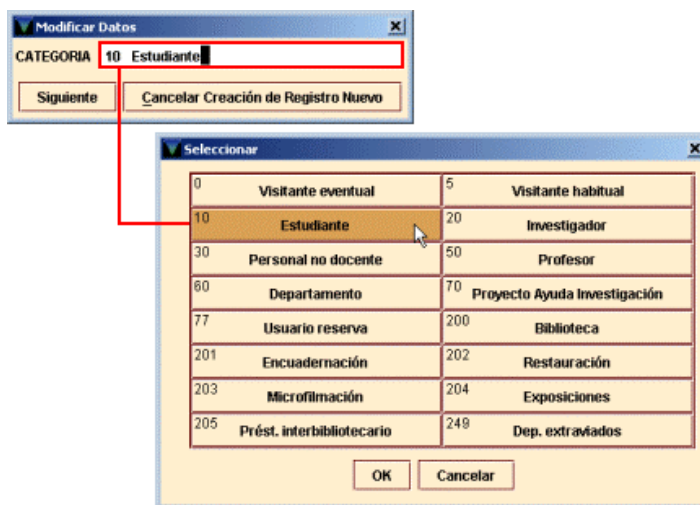 Modificar Datos
CATEGORIA 10 Estudiante
Siguiente Cancelar Creación de Registro Nuevo
Seleccionar
0 Visitante eventual 5 Visitante habitual
10 Estudiante 20 Investigador
30 Personal no docente 50 Profesor
60 Departamento 70 Proyecto Ayuda Investigación
77 Usuario reserva 200 Biblioteca
201 Encuadernación 202 Restauración
203 Microfilmación 204 Exposiciones
205 Prést. interbibliotecario 249 Dep. extraviados
OK Cancelar